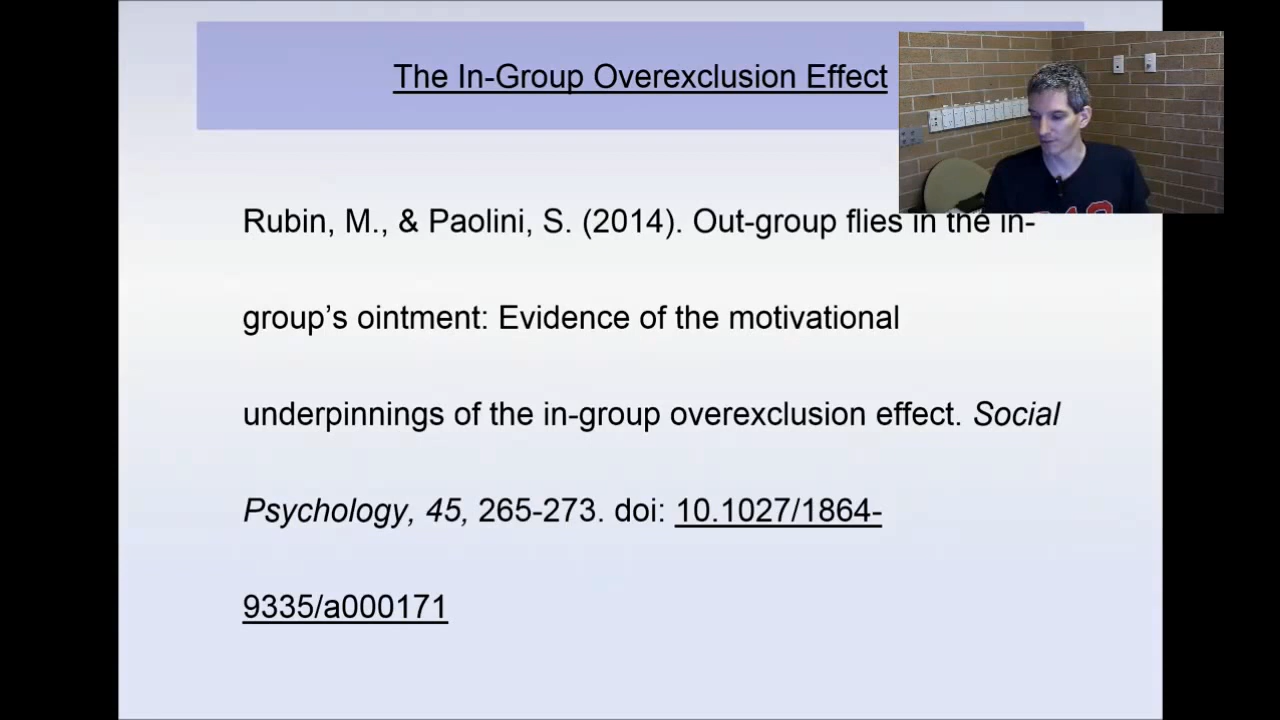 The In-Group Overexclusion Effect
Rubin, M., & Paolini, S. (2014). Out-group flies in the in-
group’s ointment: Evidence of the motivational
underpinnings of the in-group overexclusion effect. Social
Psychology, 45, 265-273. doi: 10.1027/1864-
9335/a000171